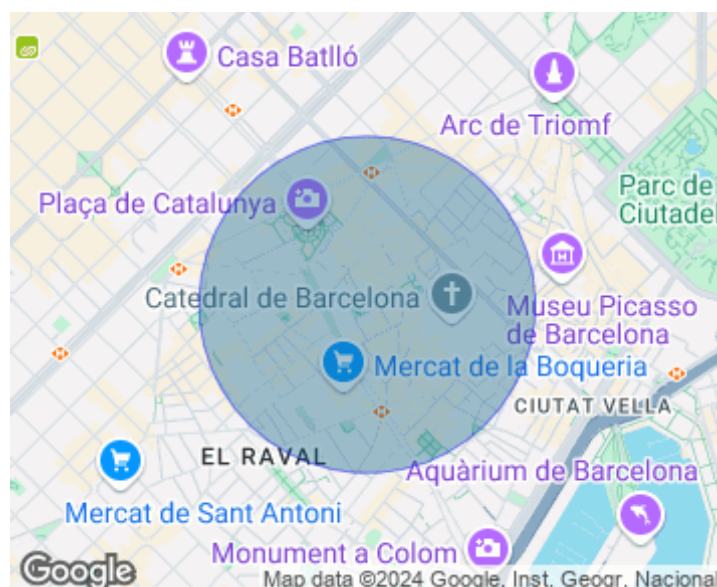 Casa Batlló
Arc de Triomf
Plaça de Catalunya
Parc de
Ciutadel
Catedral de Barcelona
Museu Picasso
de Barcelona
Mercat de la Boqueria
CIUTAT VELLA
EL RAVAL
Aquàrium de Barcelona
Mercat de Sant Antoni
Monument a Colom
Google
Map data ©2024 Google, Inst. Geogr. Nacional